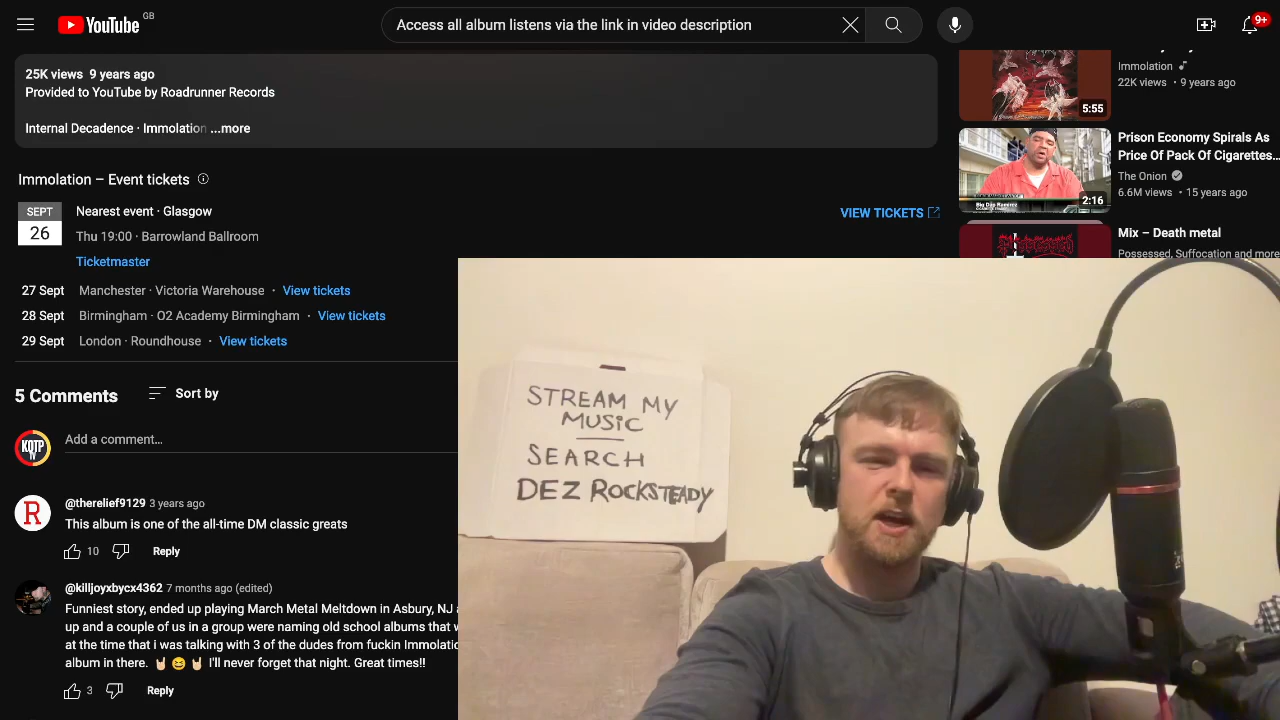 YouTube GB
Access all album listens via the link in video description
9+
25K views 9 years ago
Provided to YouTube by Roadrunner Records
Internal Decadence · Immolation ...more
Immolation – Event tickets
SEPT
26
Nearest event · Glasgow
Thu 19:00 · Barrowland Ballroom
Ticketmaster
VIEW TICKETS
27 Sept Manchester · Victoria Warehouse · View tickets
28 Sept Birmingham · O2 Academy Birmingham · View tickets
29 Sept London · Roundhouse · View tickets
5 Comments Sort by
KQTP
TV
Add a comment...
R
@therelief9129 3 years ago
This album is one of the all-time DM classic greats
10 Reply
@killjoyxbycx4362 7 months ago (edited)
Funniest story, ended up playing March Metal Meltdown in Asbury, NJ
up and a couple of us in a group were naming old school albums that
at the time that i was talking with 3 of the dudes from fuckin
album in there. 🤘🏻 😆 🤘🏻 I'll never forget that night. Great times!!
3 Reply
Immolation
22K views • 9 years ago
5:55
Prison Economy Spirals As
Price Of Pack Of Cigarettes...
The Onion
6.6M views • 15 years ago
Big Dap Ramirez
2:16
Mix – Death metal
Possessed, Suffocation and more
STREAM MY
MUSIC
SEARCH
DEZ ROCKSTEADY